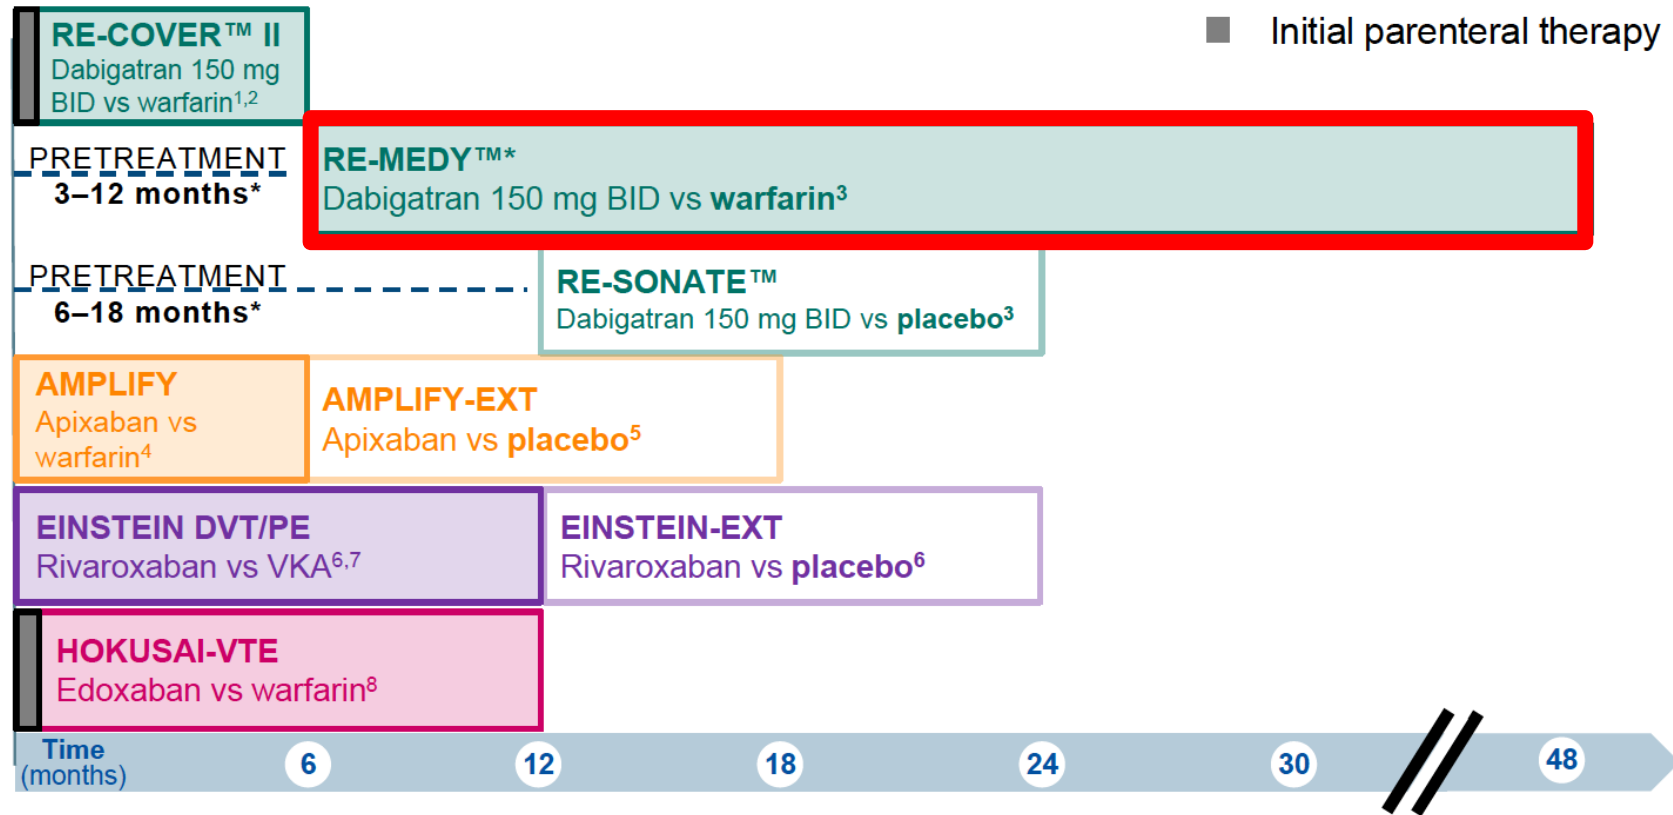 Initial parenteral therapy
RE-COVER™ II
Dabigatran 150 mg
BID vs warfarin1,2
PRETREATMENT
3–12 months*
RE-MEDY™*
Dabigatran 150 mg BID vs warfarin3
PRETREATMENT
6–18 months*
RE-SONATE™
Dabigatran 150 mg BID vs placebo3
AMPLIFY
Apixaban vs
warfarin4
AMPLIFY-EXT
Apixaban vs placebo5
EINSTEIN DVT/PE
Rivaroxaban vs VKA6,7
EINSTEIN-EXT
Rivaroxaban vs placebo6
HOKUSAI-VTE
Edoxaban vs warfarin8
Time
(months)
6 12 18 24 30 48